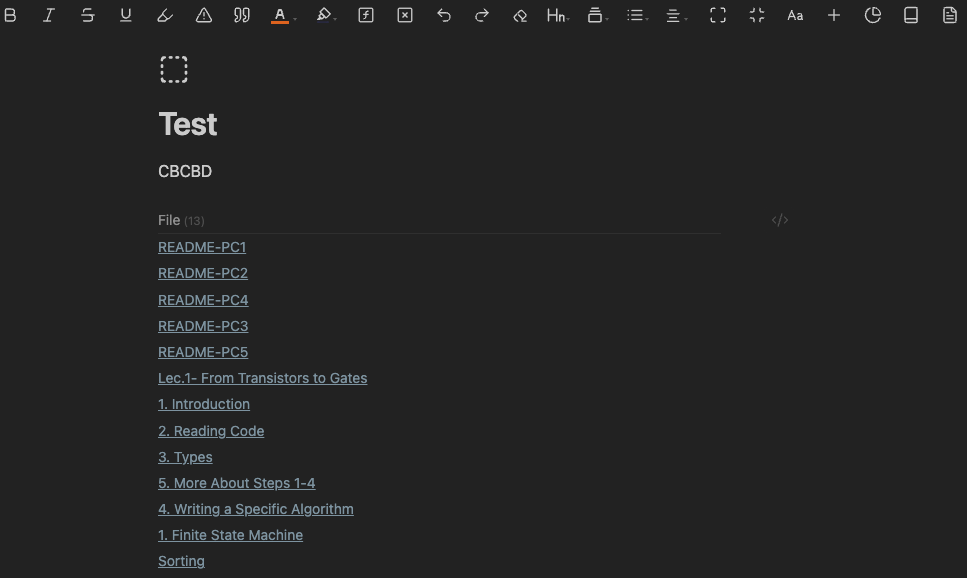 B I S U A Hn Aa
Test
CBCBD
File (13) </>
README-PC1
README-PC2
README-PC4
README-PC3
README-PC5
Lec.1- From Transistors to Gates
1. Introduction
2. Reading Code
3. Types
5. More About Steps 1-4
4. Writing a Specific Algorithm
1. Finite State Machine
Sorting